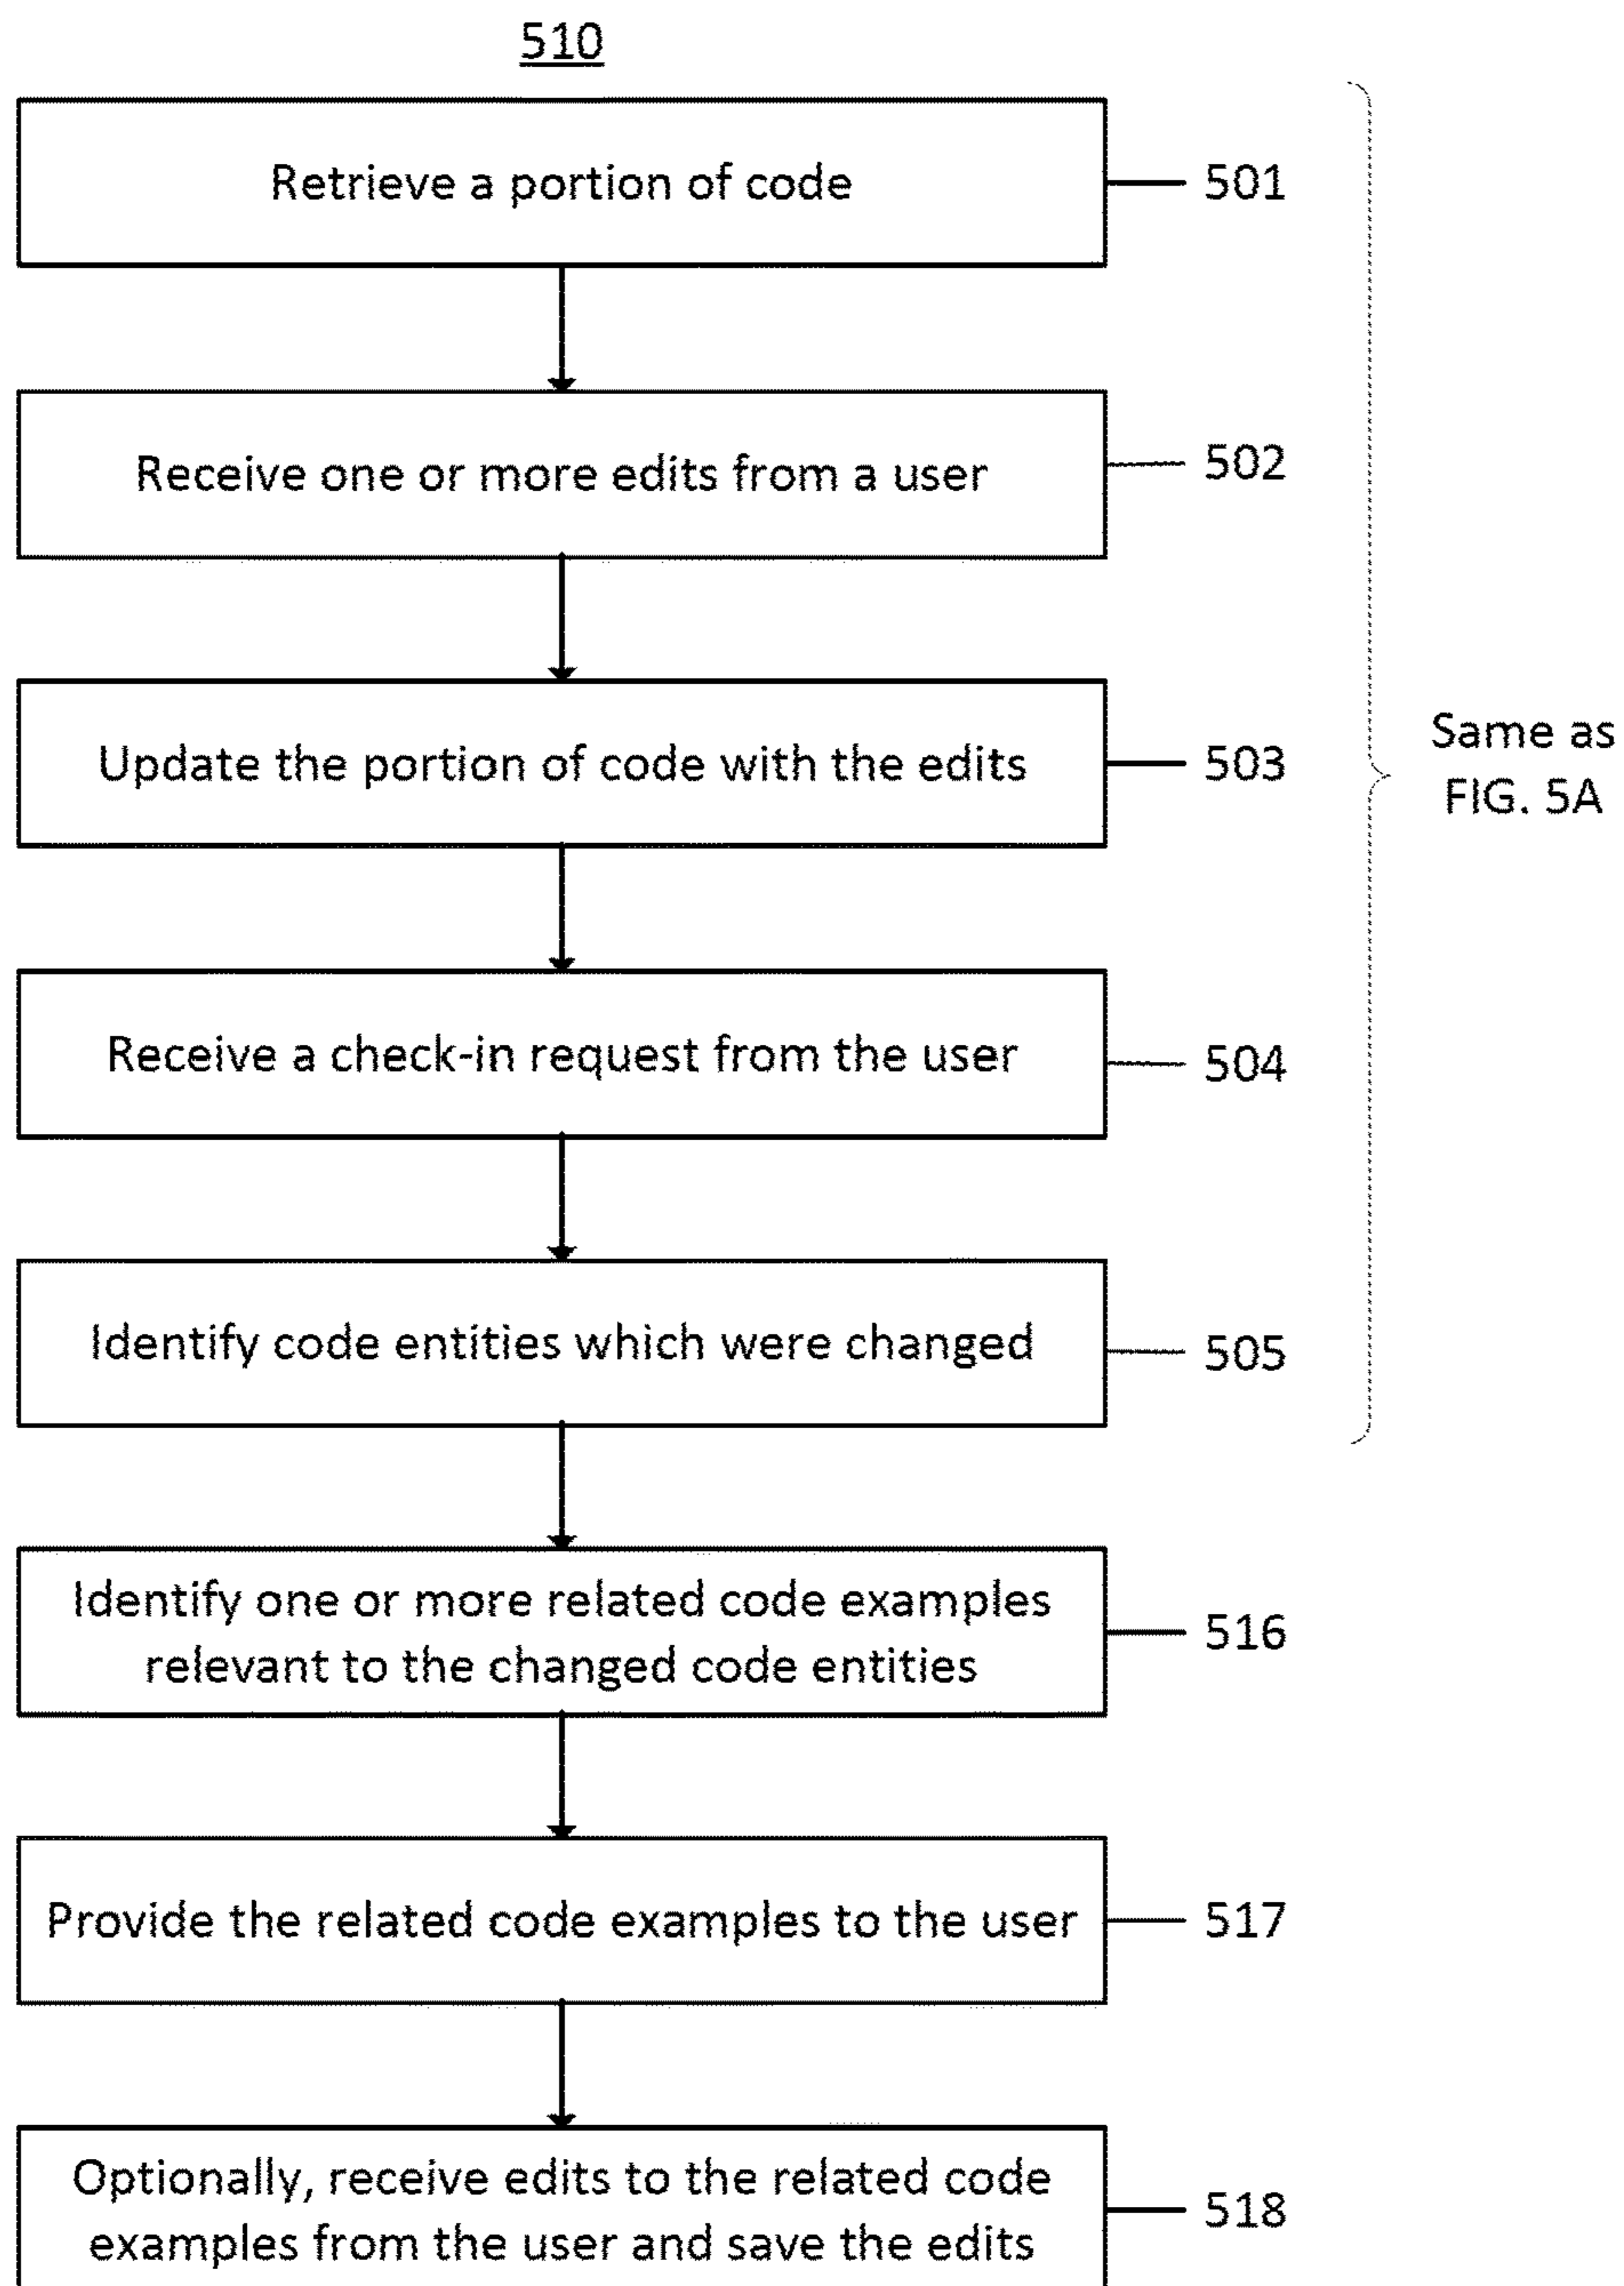 510
Retrieve a portion of code
501
Receive one or more edits from a user
502
Update the portion of code with the edits
503
Same as
FIG. 5A
Receive a check-in request from the user
504
Identify code entities which were changed
505
Identify one or more related code examples
relevant to the changed code entities
516
Provide the related code examples to the user
517
Optionally, receive edits to the related code
examples from the user and save the edits
518